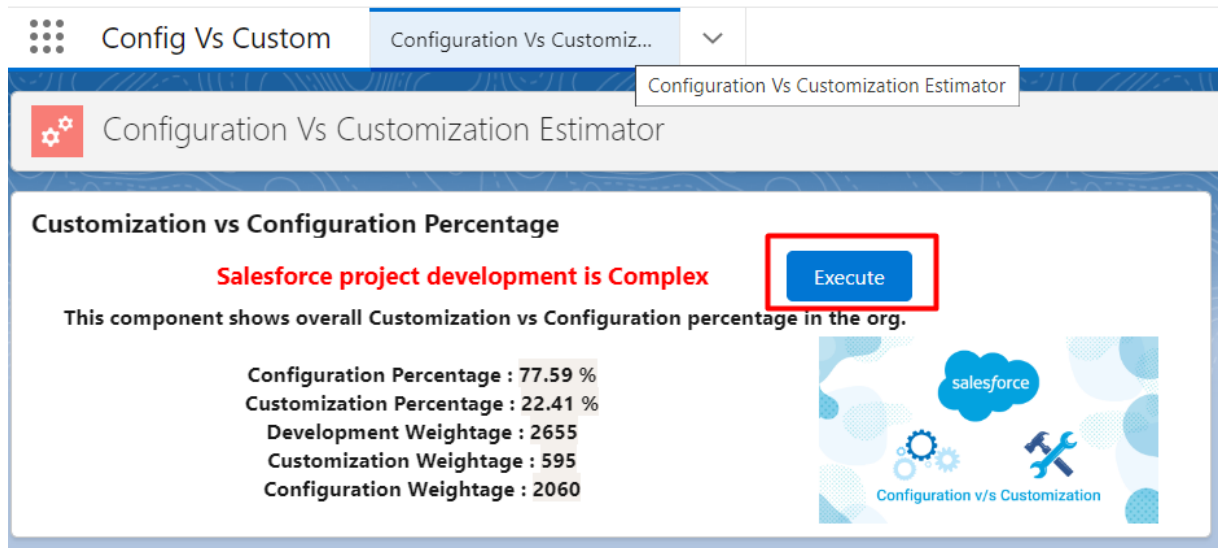 Config Vs Custom
Configuration Vs Customiz...
Configuration Vs Customization Estimator
Configuration Vs Customization Estimator
Customization vs Configuration Percentage
Salesforce project development is Complex
Execute
This component shows overall Customization vs Configuration percentage in the org.
Configuration Percentage : 77.59 %
Customization Percentage : 22.41 %
Development Weightage : 2655
Customization Weightage : 595
Configuration Weightage : 2060
salesforce
Configuration v/s Customization